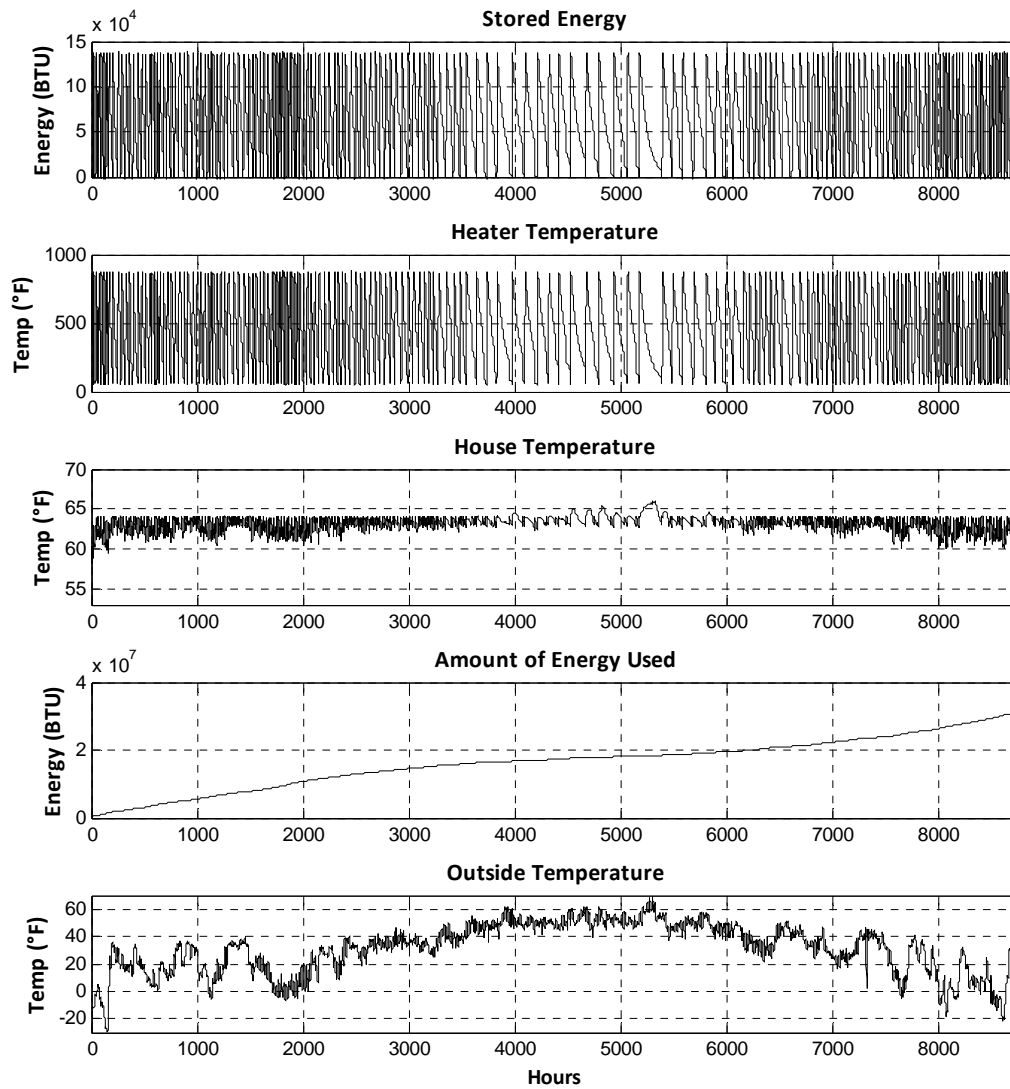 Stored Energy
x 10^4
Energy (BTU)
15
10
5
0
0 1000 2000 3000 4000 5000 6000 7000 8000
Heater Temperature
Temp (°F)
1000
500
0
0 1000 2000 3000 4000 5000 6000 7000 8000
House Temperature
Temp (°F)
70
65
60
55
0 1000 2000 3000 4000 5000 6000 7000 8000
Amount of Energy Used
x 10^7
Energy (BTU)
4
2
0
0 1000 2000 3000 4000 5000 6000 7000 8000
Outside Temperature
Temp (°F)
60
40
20
0
-20
0 1000 2000 3000 4000 5000 6000 7000 8000
Hours